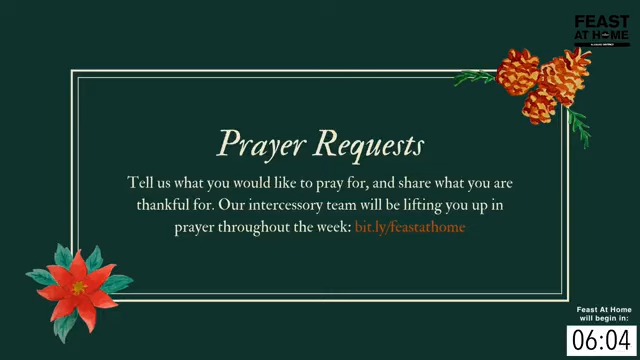 FEAST
AT HOME
Prayer Requests
Tell us what you would like to pray for, and share what you are
thankful for. Our intercessory team will be lifting you up in
prayer throughout the week: bit.ly/feastathome
Feast At Home
will begin in:
06:04